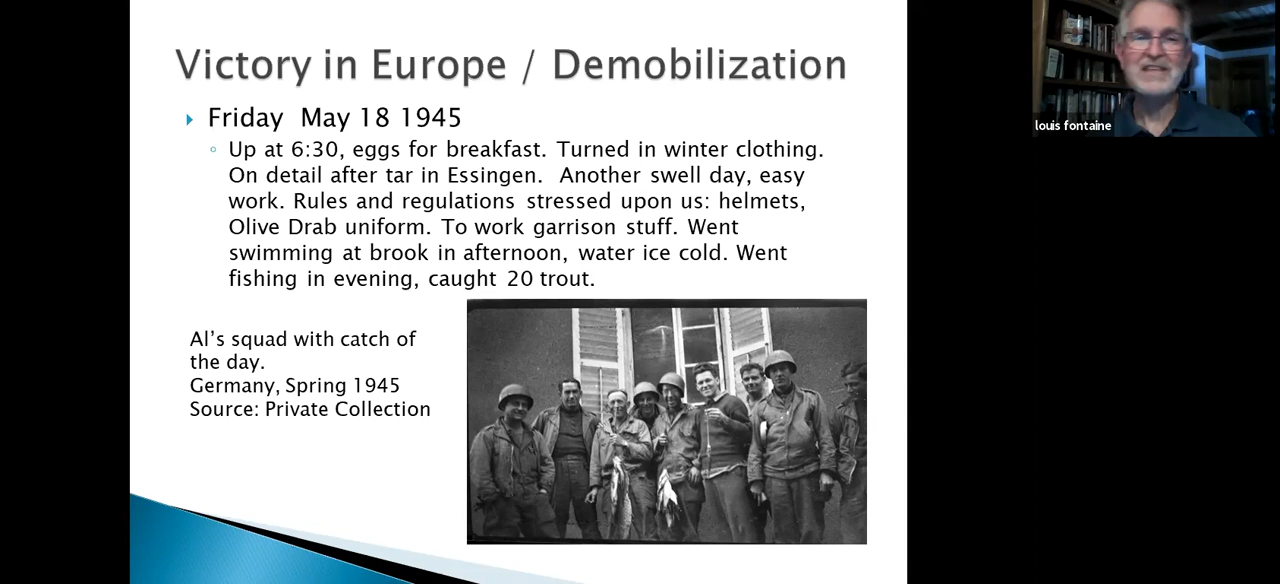 Victory in Europe / Demobilization
Friday May 18 1945
Up at 6:30, eggs for breakfast. Turned in winter clothing.
On detail after tar in Essingen. Another swell day, easy
work. Rules and regulations stressed upon us: helmets,
Olive Drab uniform. To work garrison stuff. Went
swimming at brook in afternoon, water ice cold. Went
fishing in evening, caught 20 trout.
Al's squad with catch of
the day.
Germany, Spring 1945
Source: Private Collection
louis fontaine